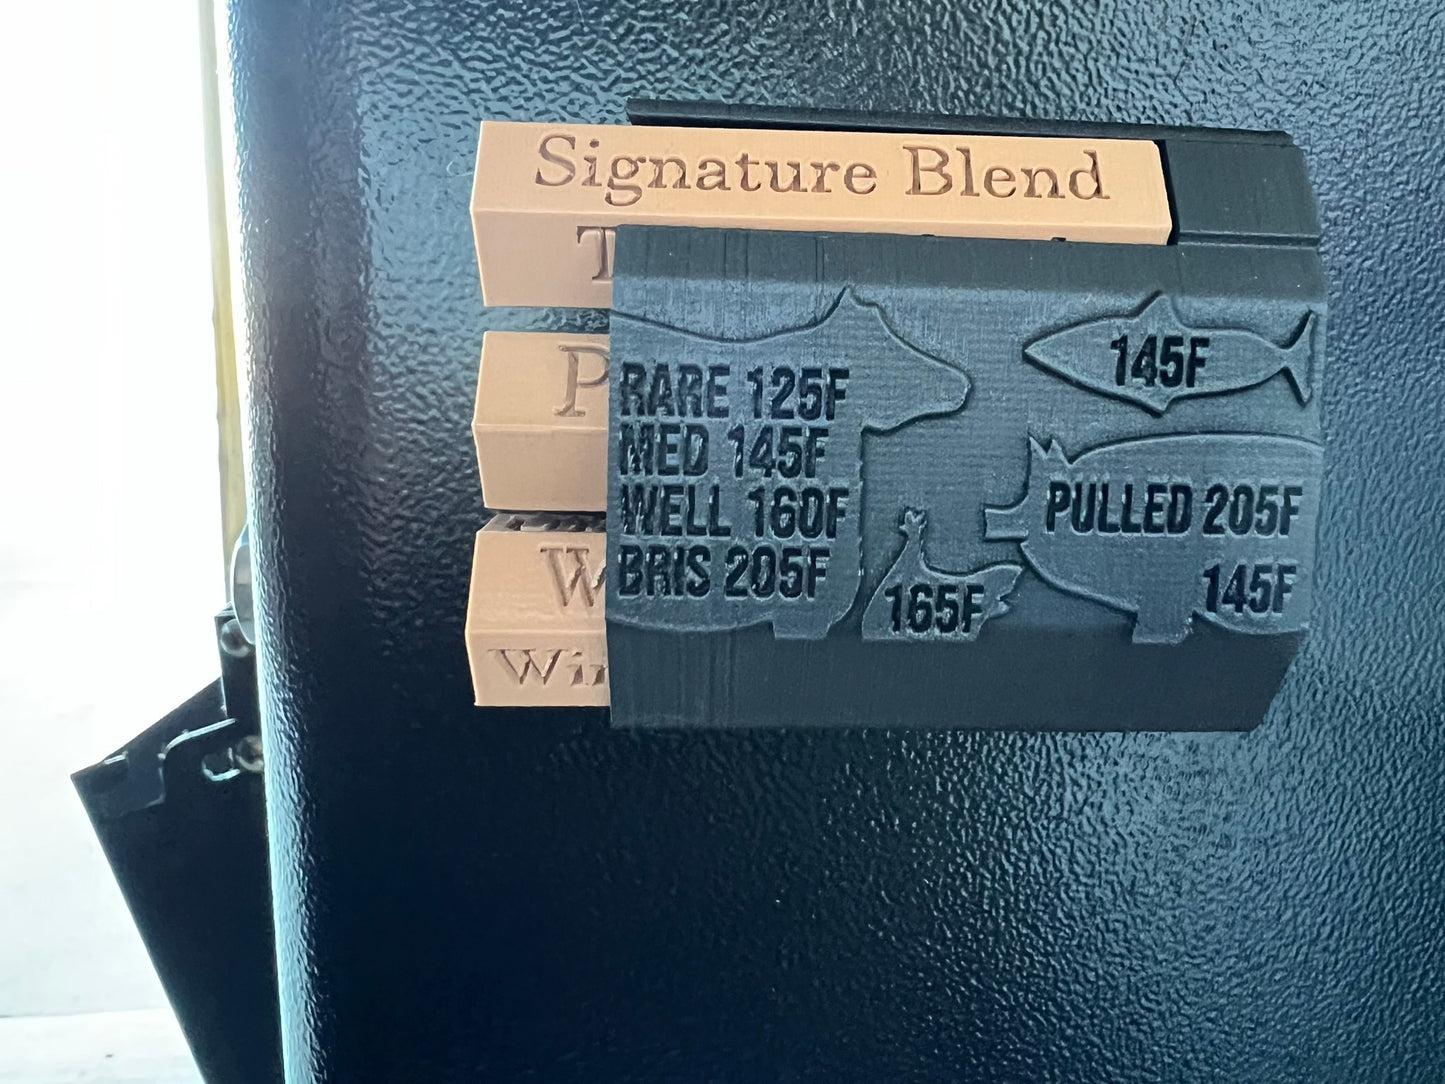 Signature Blend
RARE 125F
MED 145F
WELL 160F
BRIS 205F
145F
165F
PULLED 205F
145F